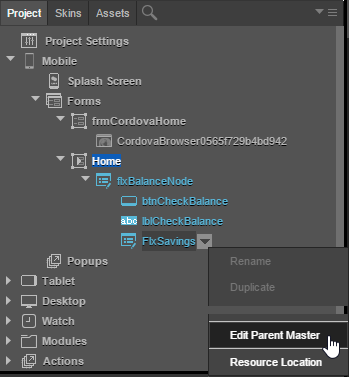 Project Skins Assets
Project Settings
Mobile
Splash Screen
Forms
frmCordovaHome
CordovaBrowser0565f729b4bd942
Home
flxBalanceNode
btnCheckBalance
abc lblCheckBalance
FlxSavings
Rename
Popups
Tablet
Duplicate
Desktop
Watch
Edit Parent Master
Modules
Actions
Resource Location